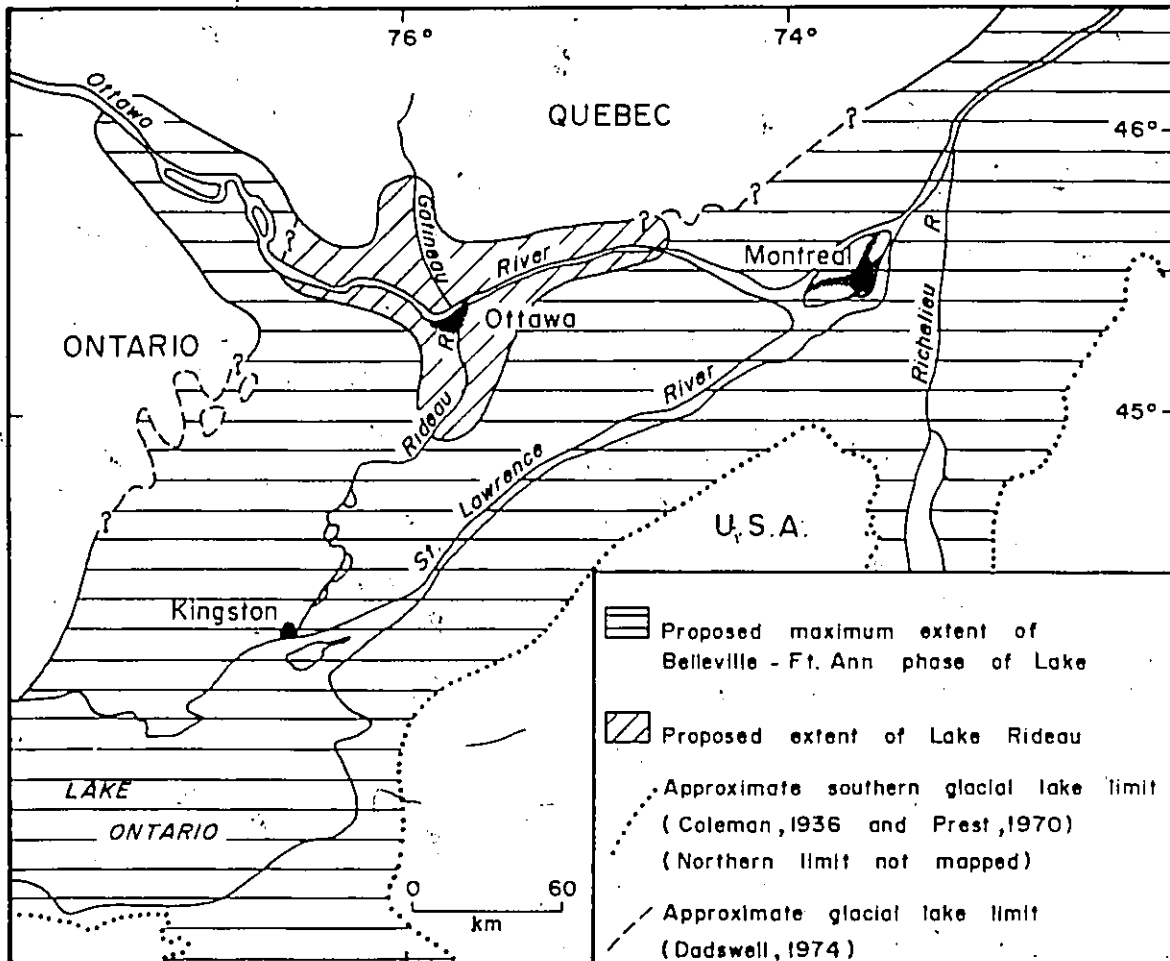 76°
74°
Ottawa
QUEBEC
?
46°
Gatineau
?
?
?
River
Montreal
R
Ottawa
R
ONTARIO
Richelieu
?
River
45°
Rideau
Lawrence
?
St.
U.S.A.
Kingston
Proposed maximum extent of
Belleville - Ft. Ann phase of Lake
Proposed extent of Lake Rideau
LAKE
ONTARIO
Approximate southern glacial lake limit
(Coleman, 1936 and Prest, 1970)
(Northern limit not mapped)
0 60
km
Approximate glacial lake limit
(Dadswell, 1974)